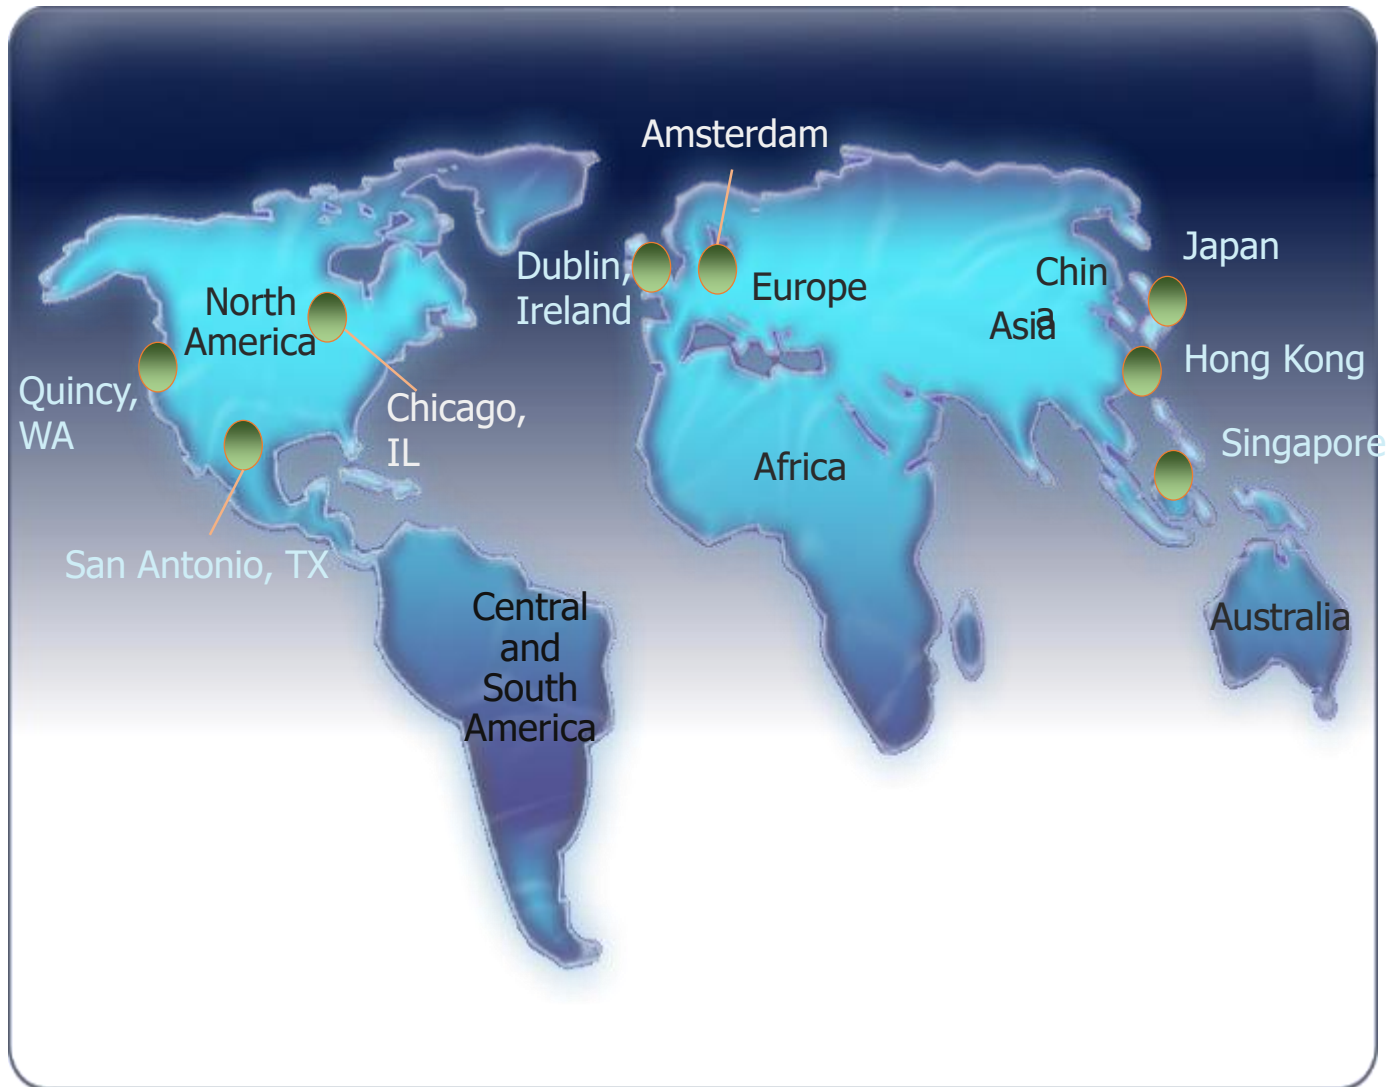 Amsterdam
Dublin,
Ireland
Europe
Chin
a
Asia
Japan
North
America
Hong Kong
Quincy,
WA
Chicago,
IL
Singapore
Africa
San Antonio, TX
Central
and
South
America
Australia